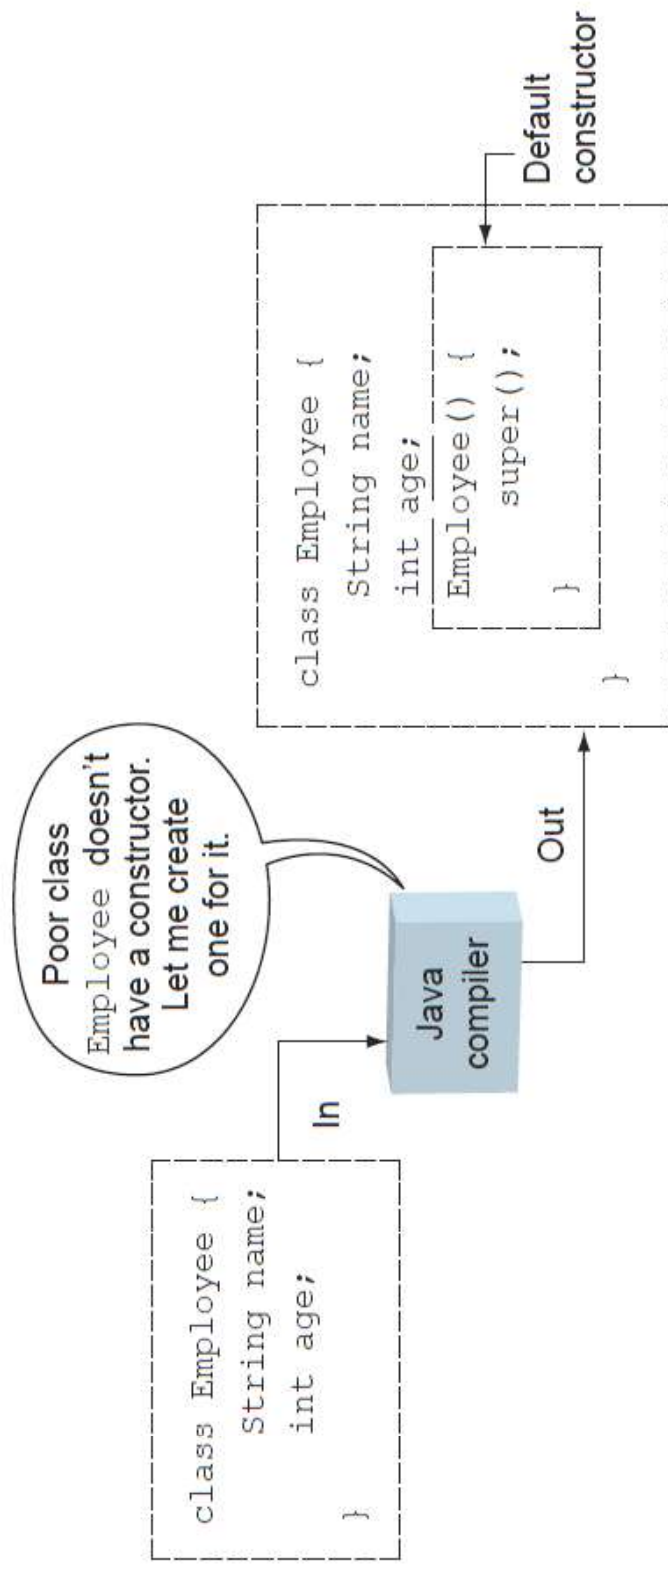 class Employee {
String name;
int age;
}
In
Poor class
Employee doesn't
have a constructor.
Let me create
one for it.
Java
compiler
Out
class Employee {
String name;
int age;
Employee() {
super();
}
}
Default
constructor